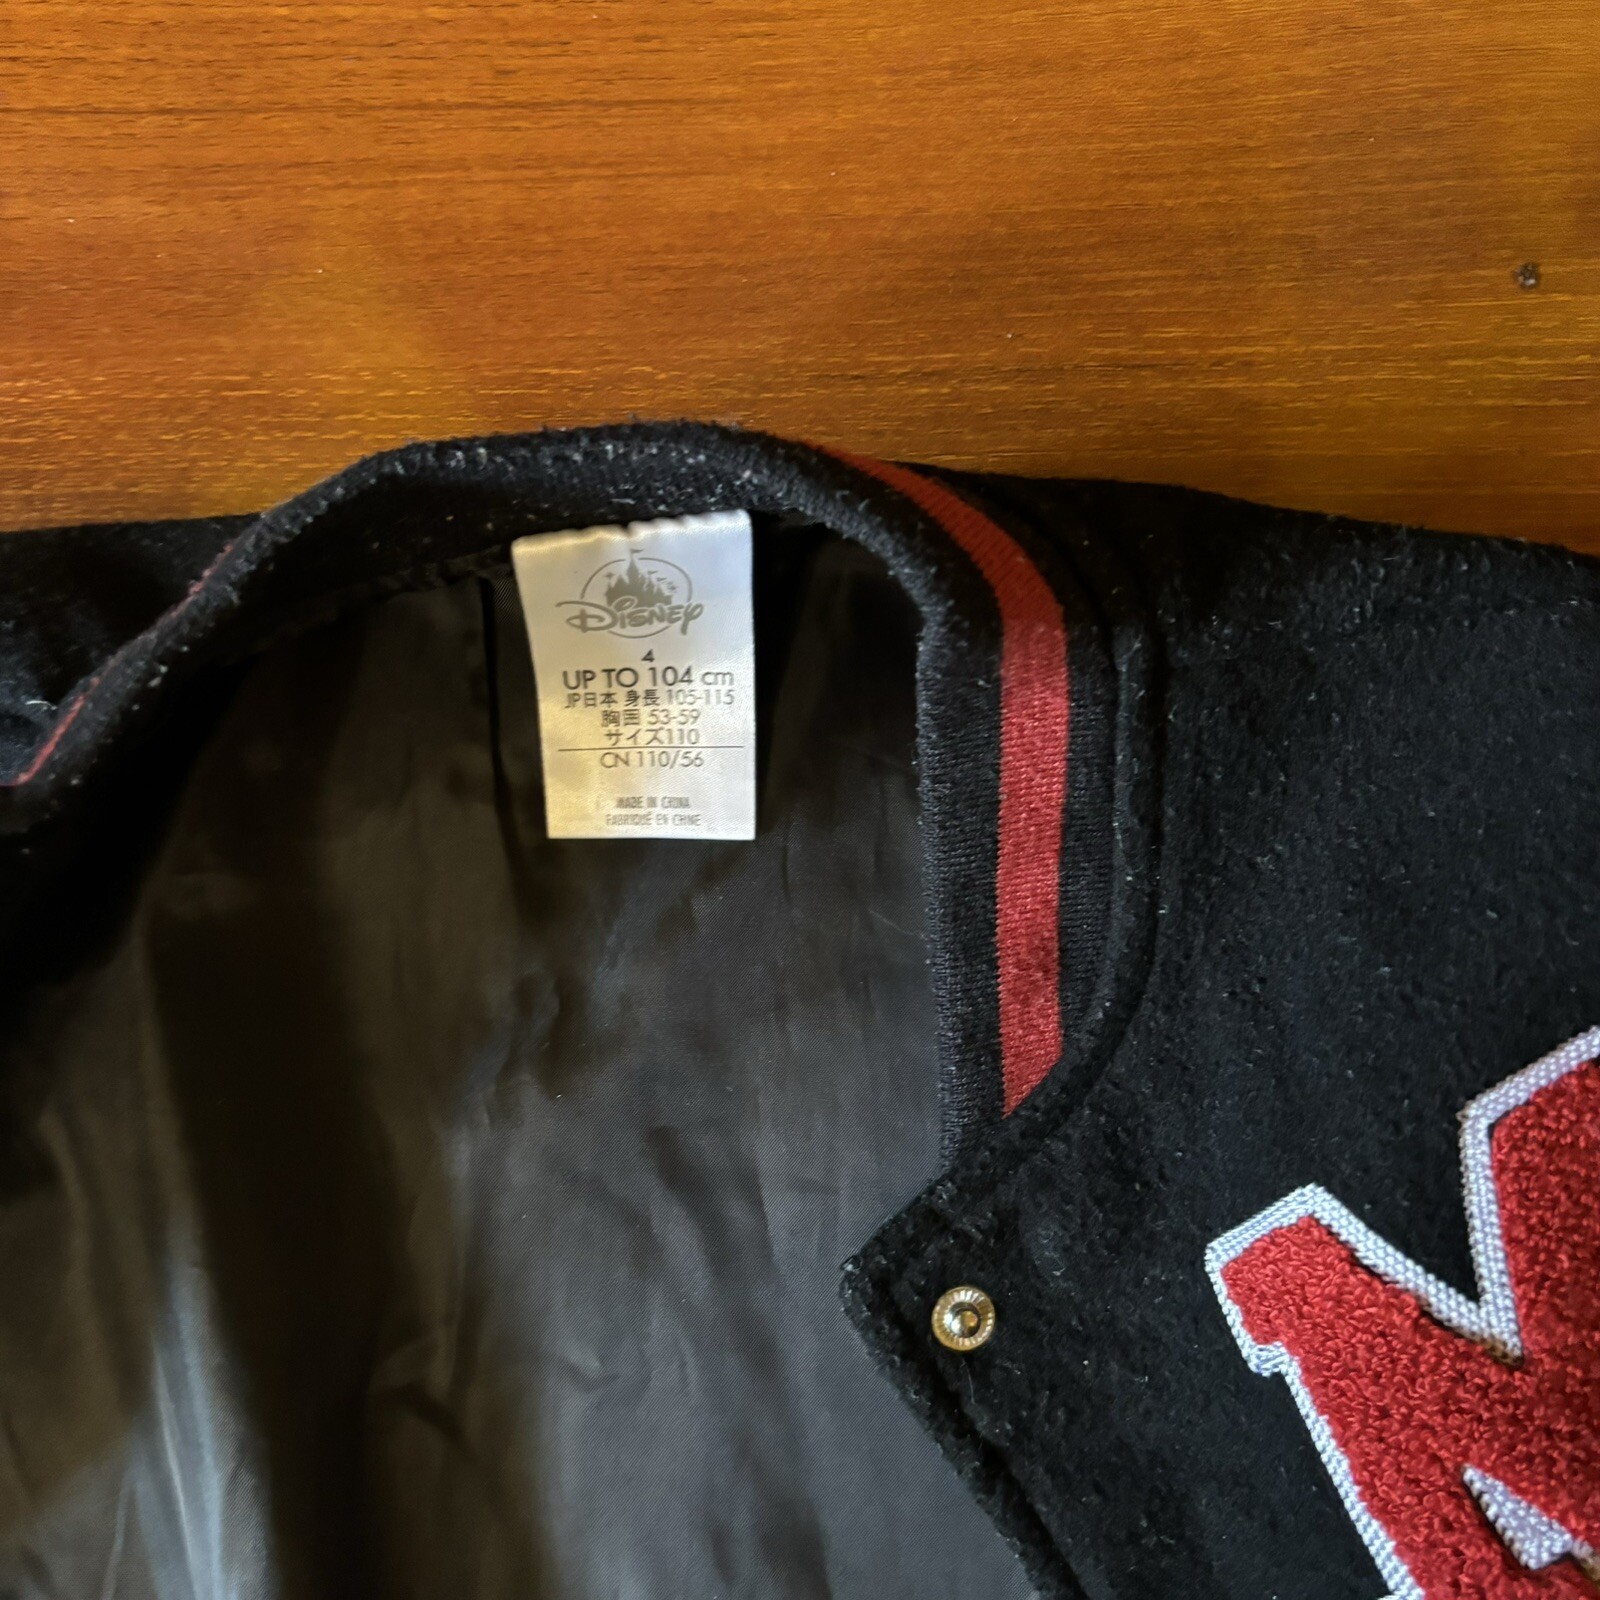 Disney
4
UP TO 104 cm
JP日本 身長 105-115
胸囲 53-59
サイズ110
CN 110/56
MADE IN CHINA
FABRIQUÉ EN CHINE
M